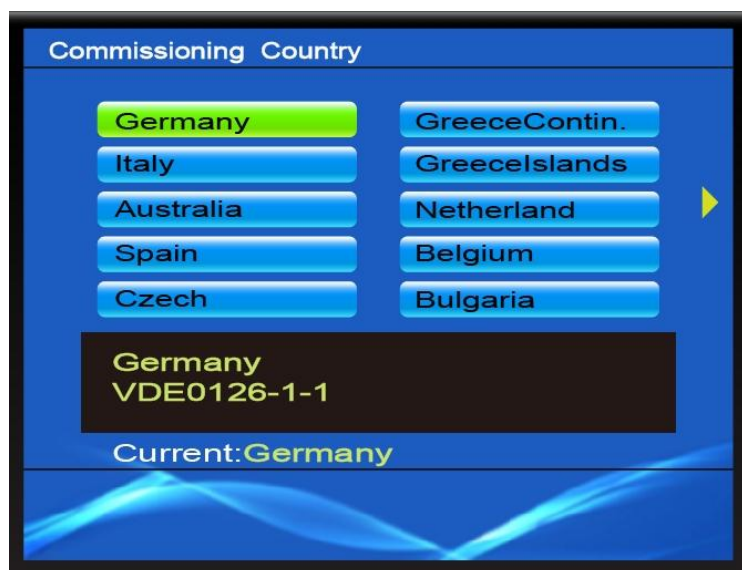 Commissioning Country
Germany
Italy
Australia
Spain
Czech
GreeceContin.
GreeceIslands
Netherland
Belgium
Bulgaria
Germany
VDE0126-1-1
Current:Germany